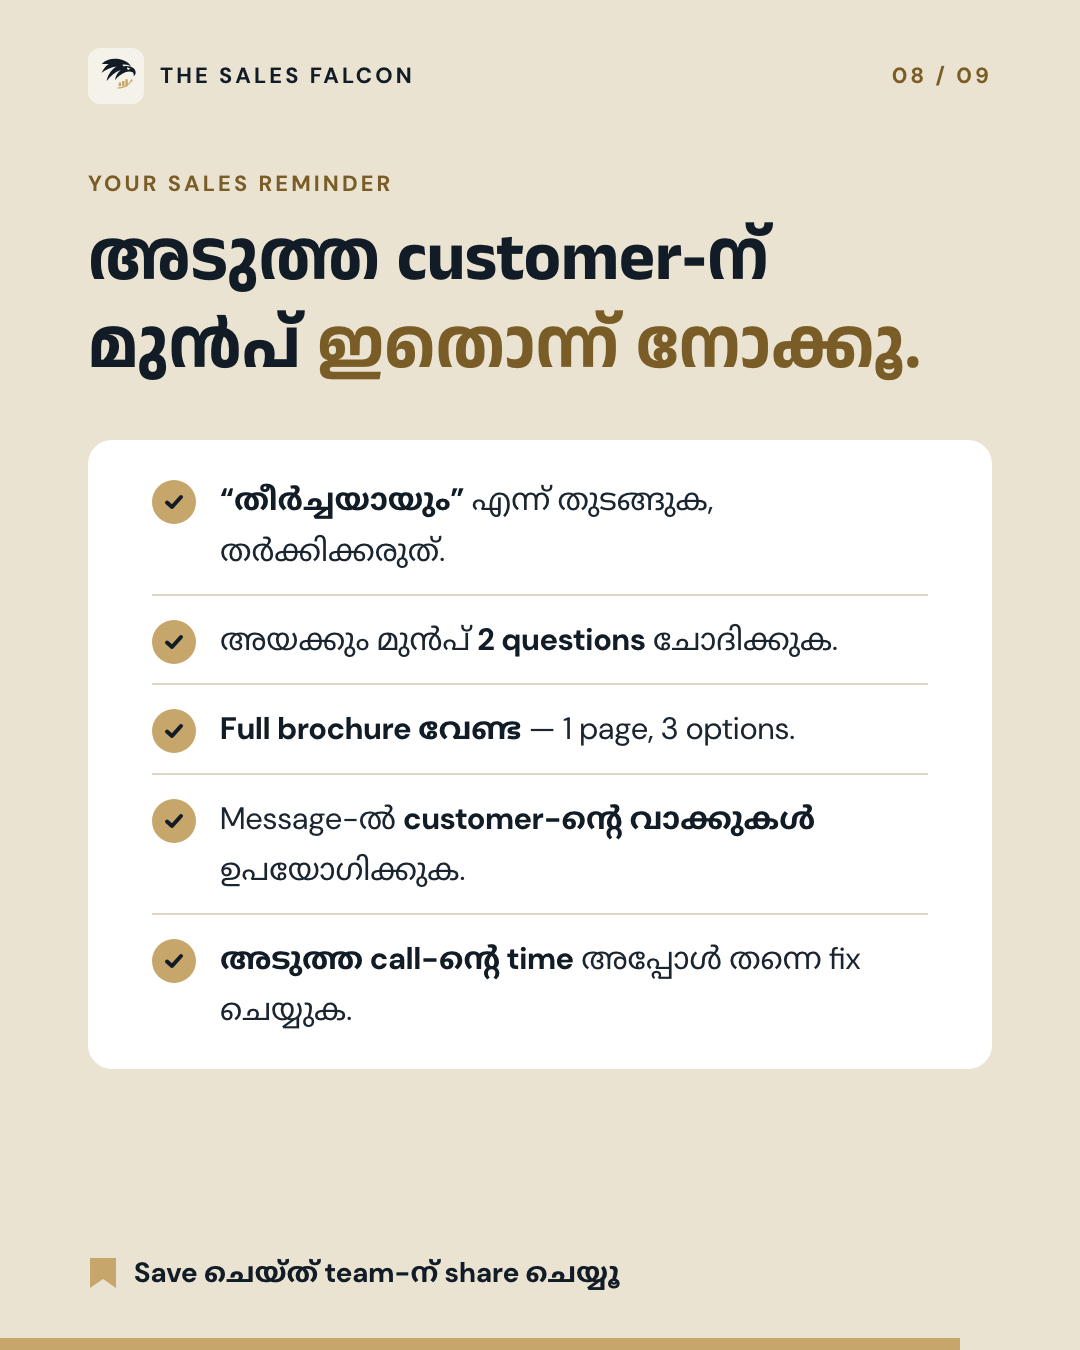 THE SALES FALCON
08 / 09
YOUR SALES REMINDER
അടുത്ത customer-ന്
മുൻപ് ഇതൊന്ന് നോക്കൂ.
“തീർച്ചയായും” എന്ന് തുടങ്ങുക,
തർക്കിക്കരുത്.
അയക്കും മുൻപ് 2 questions ചോദിക്കുക.
Full brochure വേണ്ട — 1 page, 3 options.
Message-ൽ customer-ന്റെ വാക്കുകൾ
ഉപയോഗിക്കുക.
അടുത്ത call-ന്റെ time അപ്പോൾ തന്നെ fix
ചെയ്യുക.
Save ചെയ്ത് team-ന് share ചെയ്യൂ